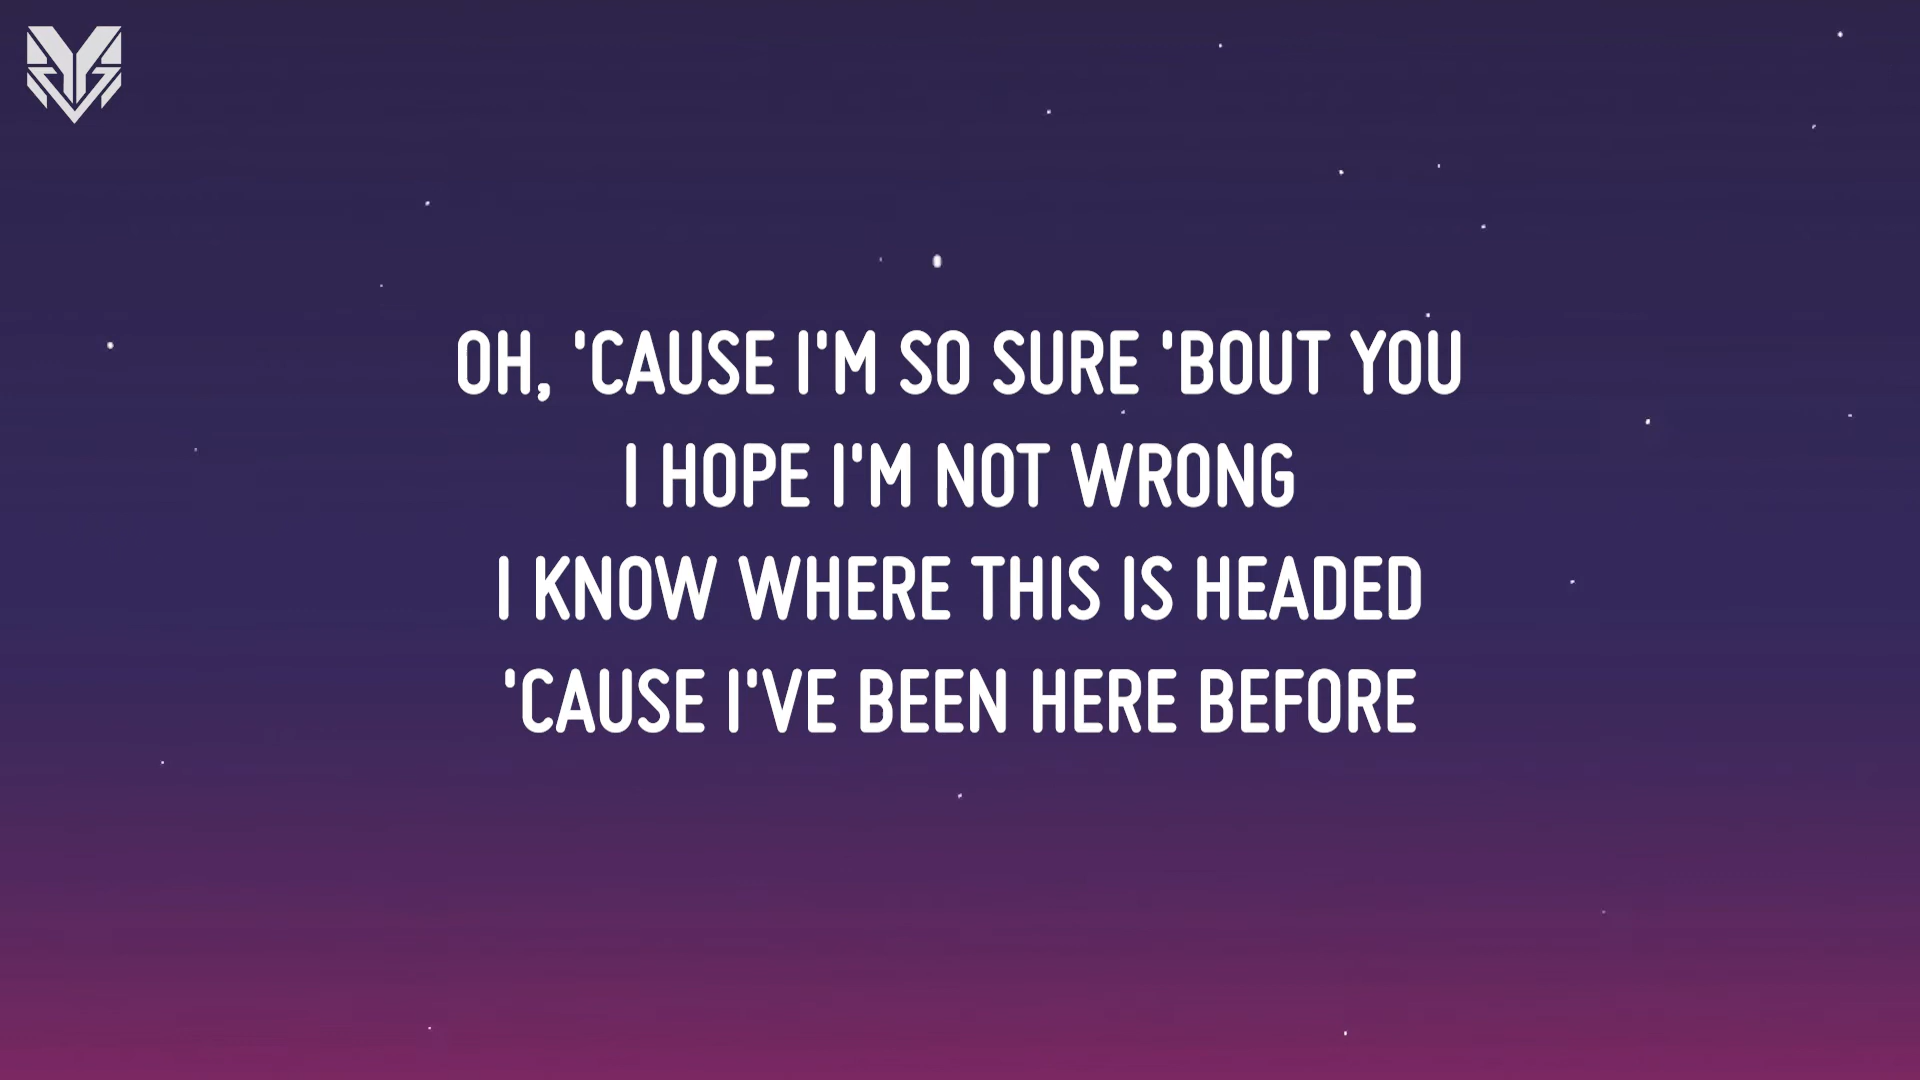 OH, 'CAUSE I'M SO SURE 'BOUT YOU
I HOPE I'M NOT WRONG
I KNOW WHERE THIS IS HEADED
'CAUSE I'VE BEEN HERE BEFORE